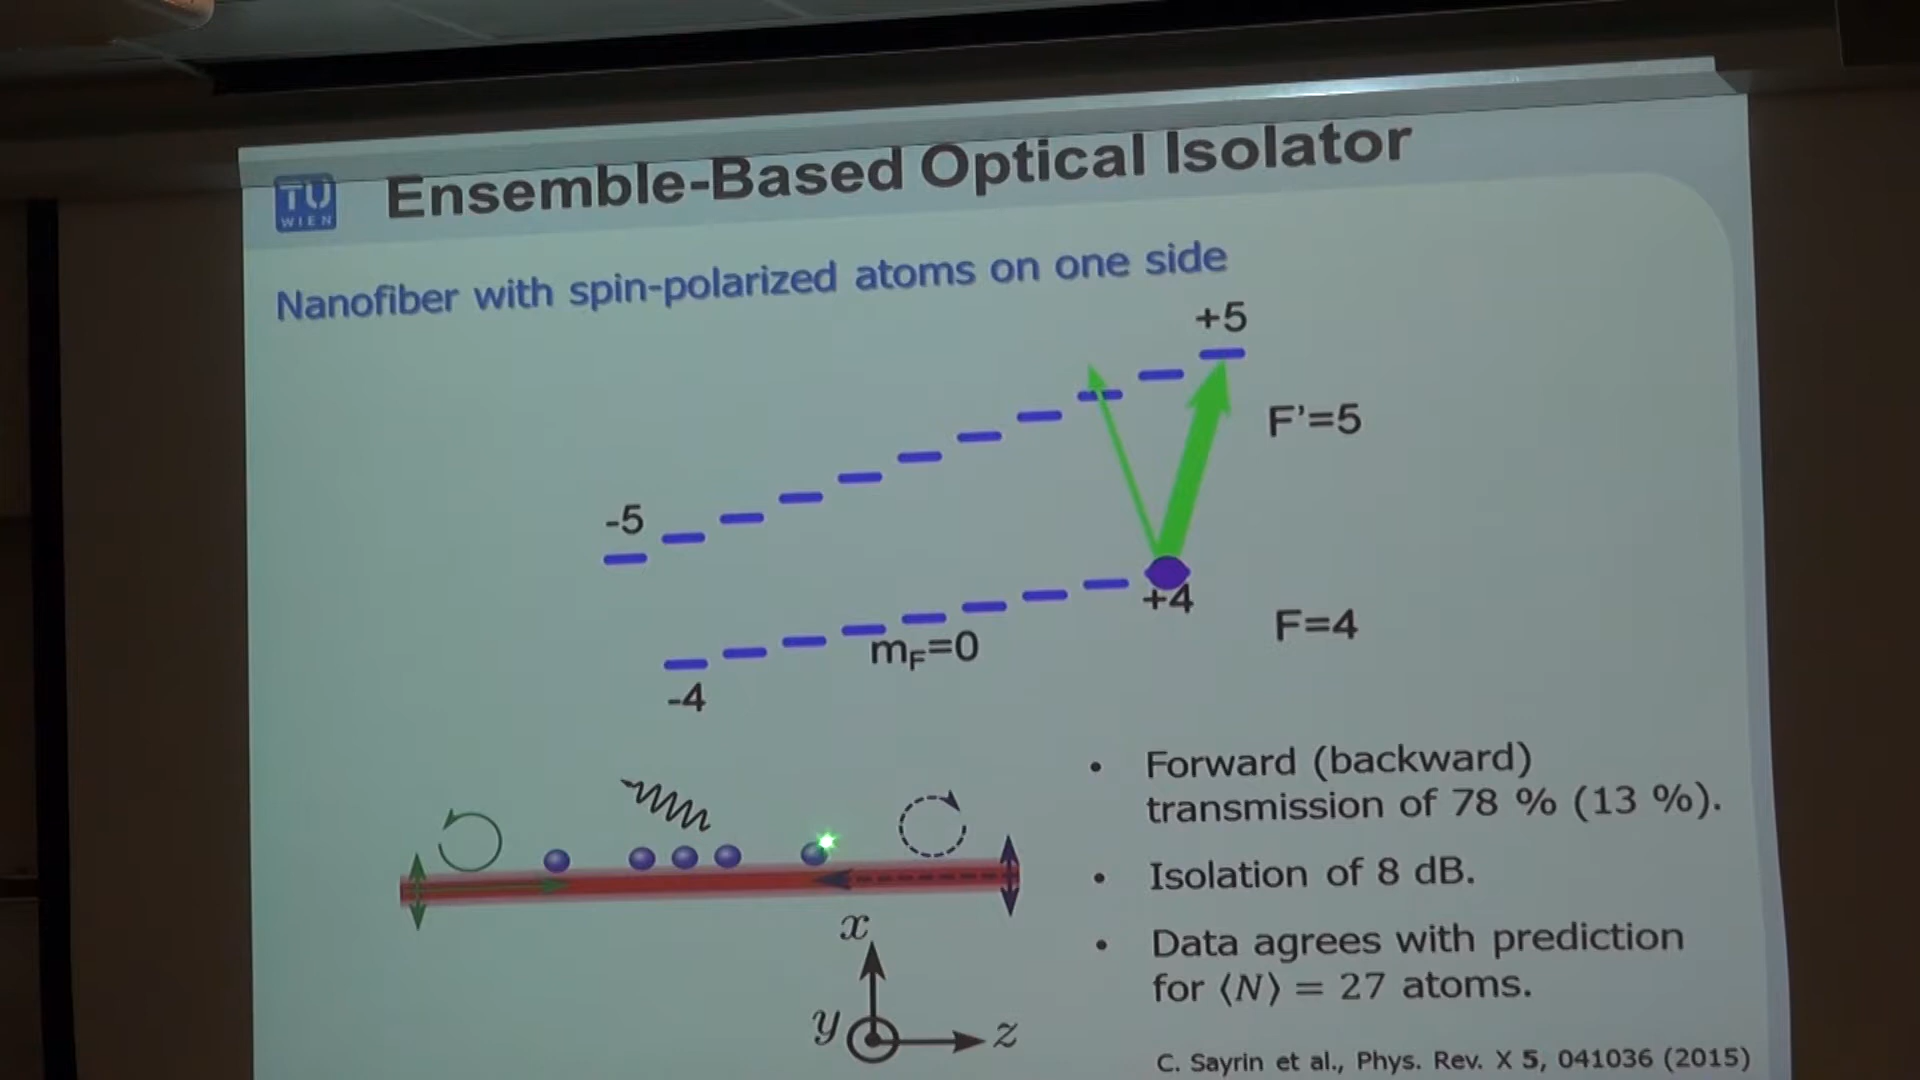 TU
WIEN
Ensemble-Based Optical Isolator
Nanofiber with spin-polarized atoms on one side
+5
F'=5
-5
+4
F=4
mF=0
-4
• Forward (backward)
transmission of 78 % (13 %).
• Isolation of 8 dB.
• Data agrees with prediction
for ⟨N⟩ = 27 atoms.
x
y
z
C. Sayrin et al., Phys. Rev. X 5, 041036 (2015)